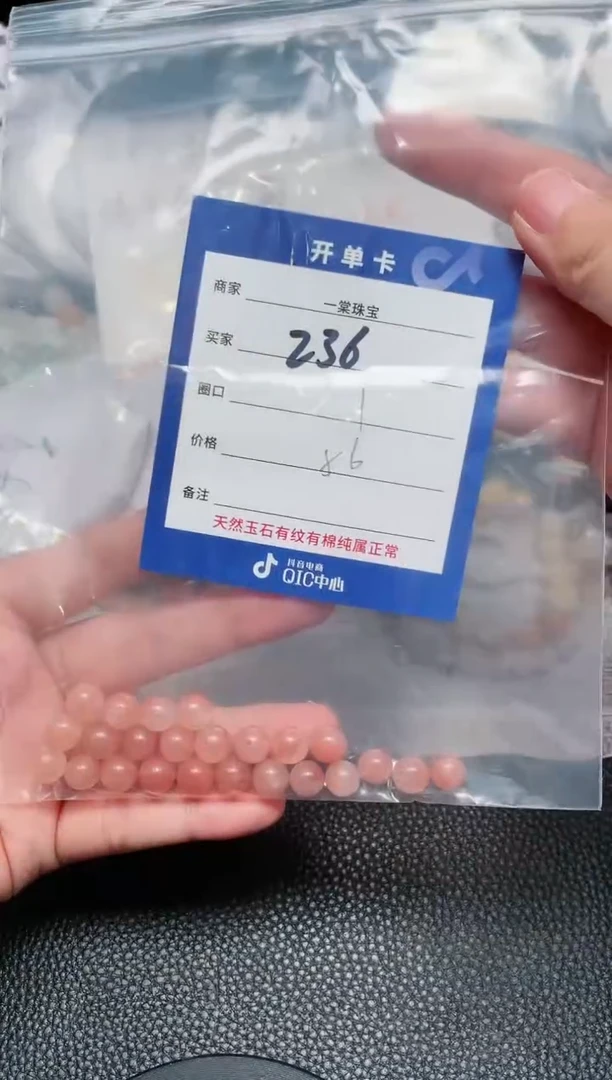 开单卡
商家 一棠珠宝
买家 236
圈口 1
价格 86
备注
天然玉石有纹有棉纯属正常
抖音电商
QIC中心